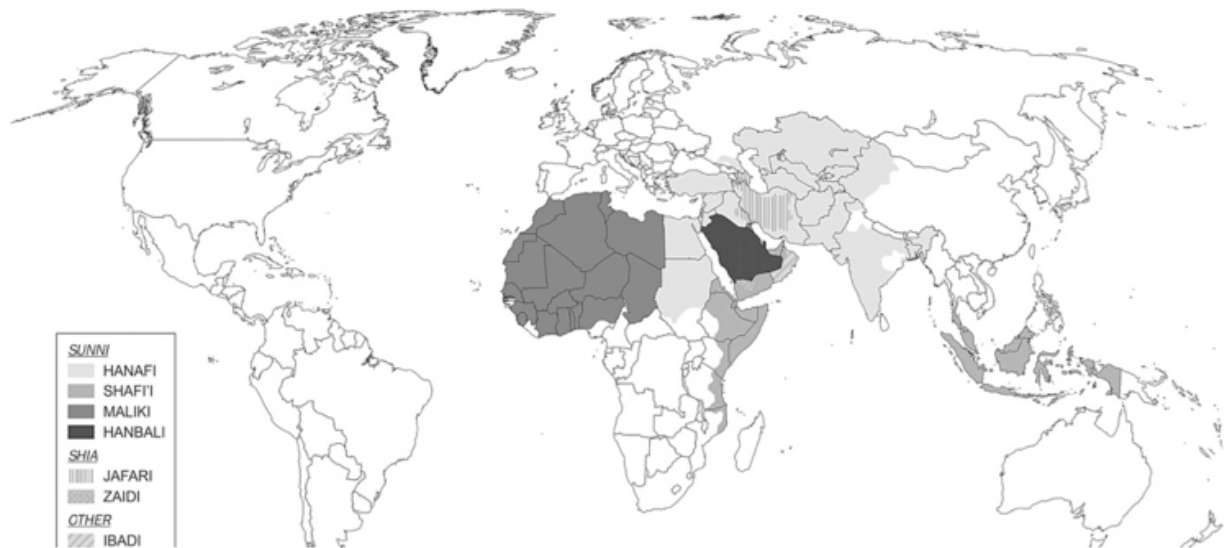 SUNNI
HANAFI
SHAFI'I
MALIKI
HANBALI
SHIA
JAFARI
ZAIDI
OTHER
IBADI